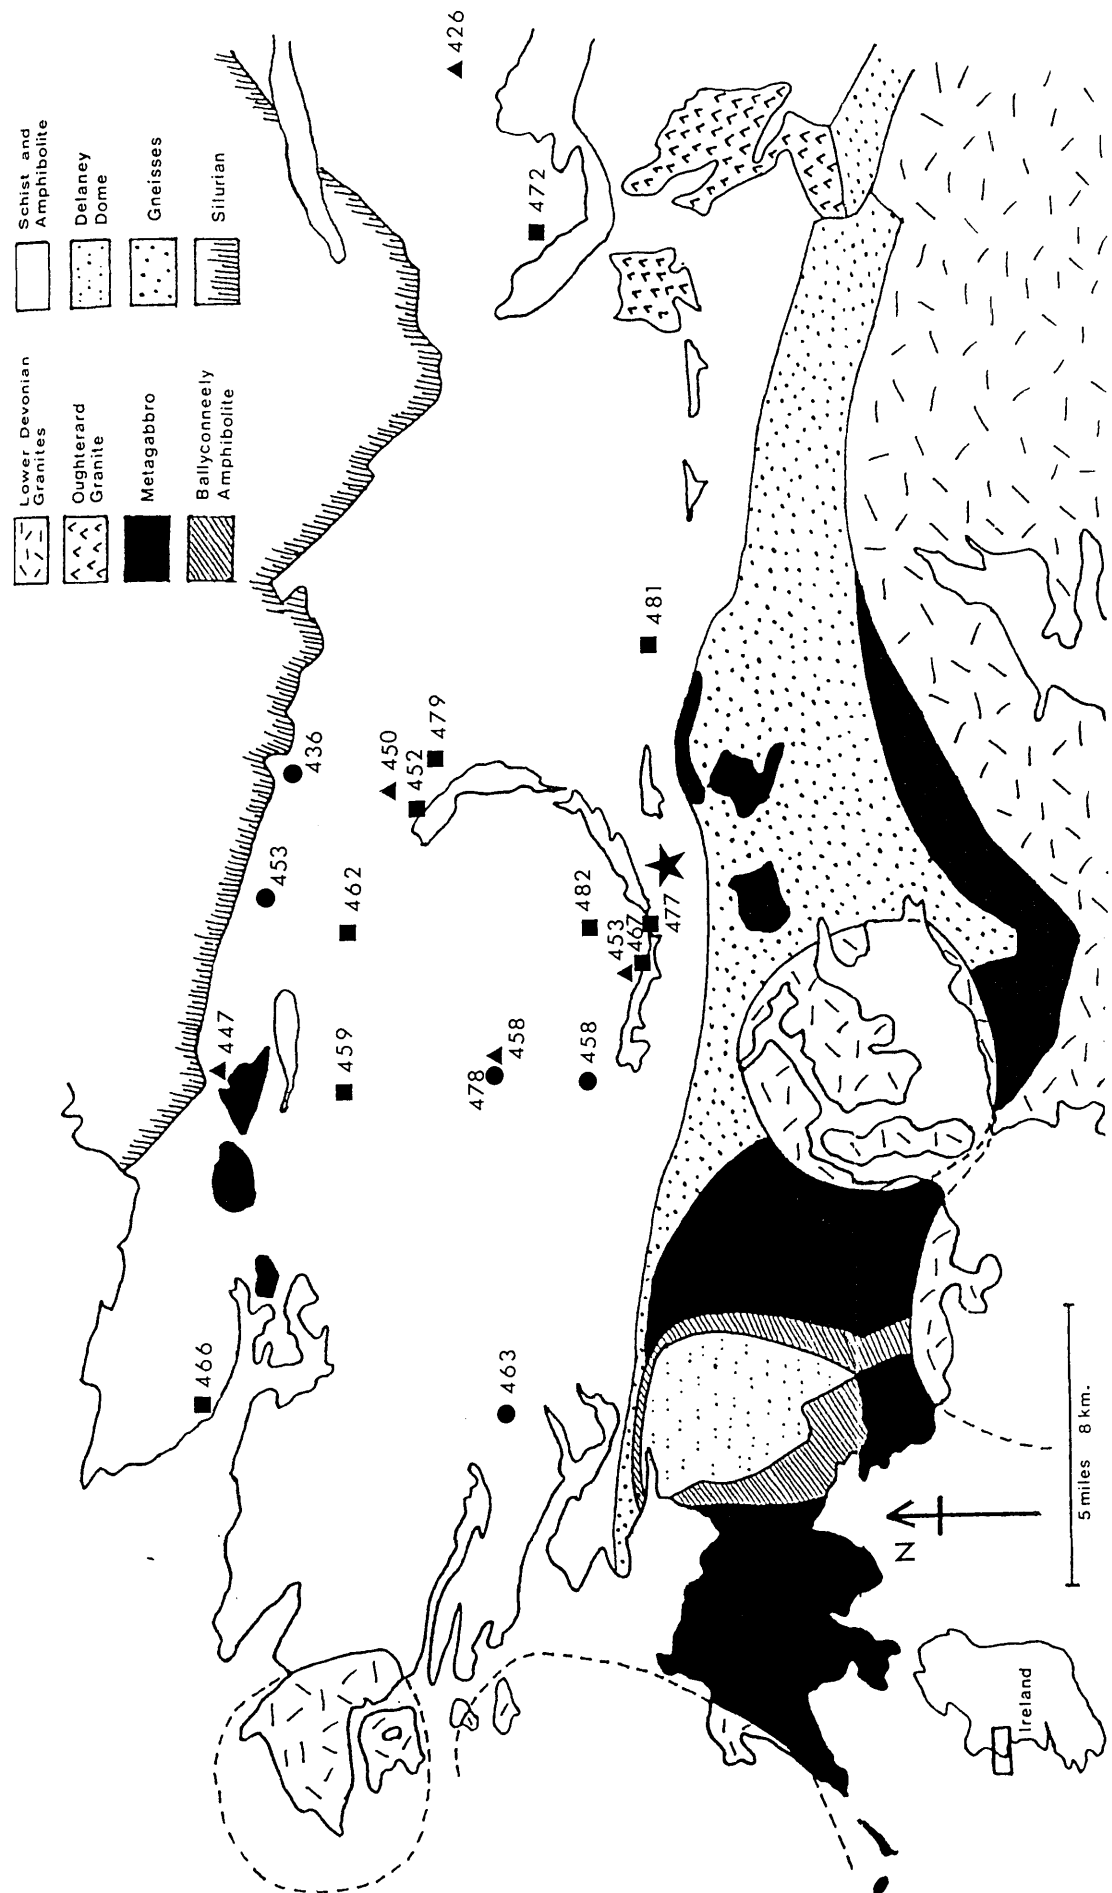 Lower Devonian
Granites
Oughterard
Granite
Metagabbro
Ballyconneely
Amphibolite
Schist and
Amphibolite
Delaney
Dome
Gneisses
Silurian
426
472
481
436
450
479
452
453
462
482
453
467
477
447
459
458
478
458
466
463
N
5 miles 8 km.
Ireland